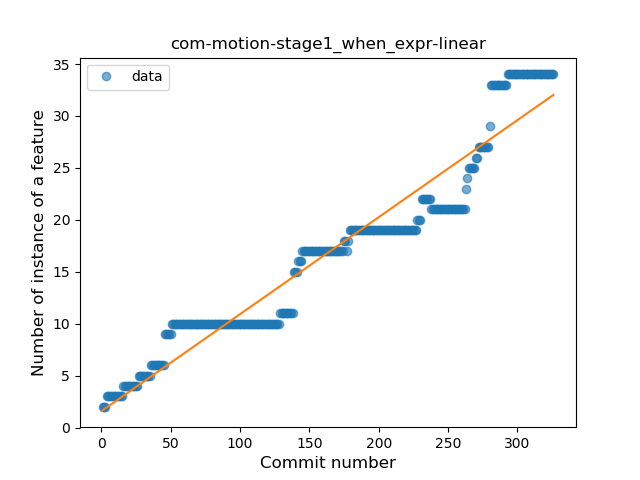 com-motion-stage1_when_expr-linear
data
Number of instance of a feature
35
30
25
20
15
10
5
0
0 50 100 150 200 250 300
Commit number